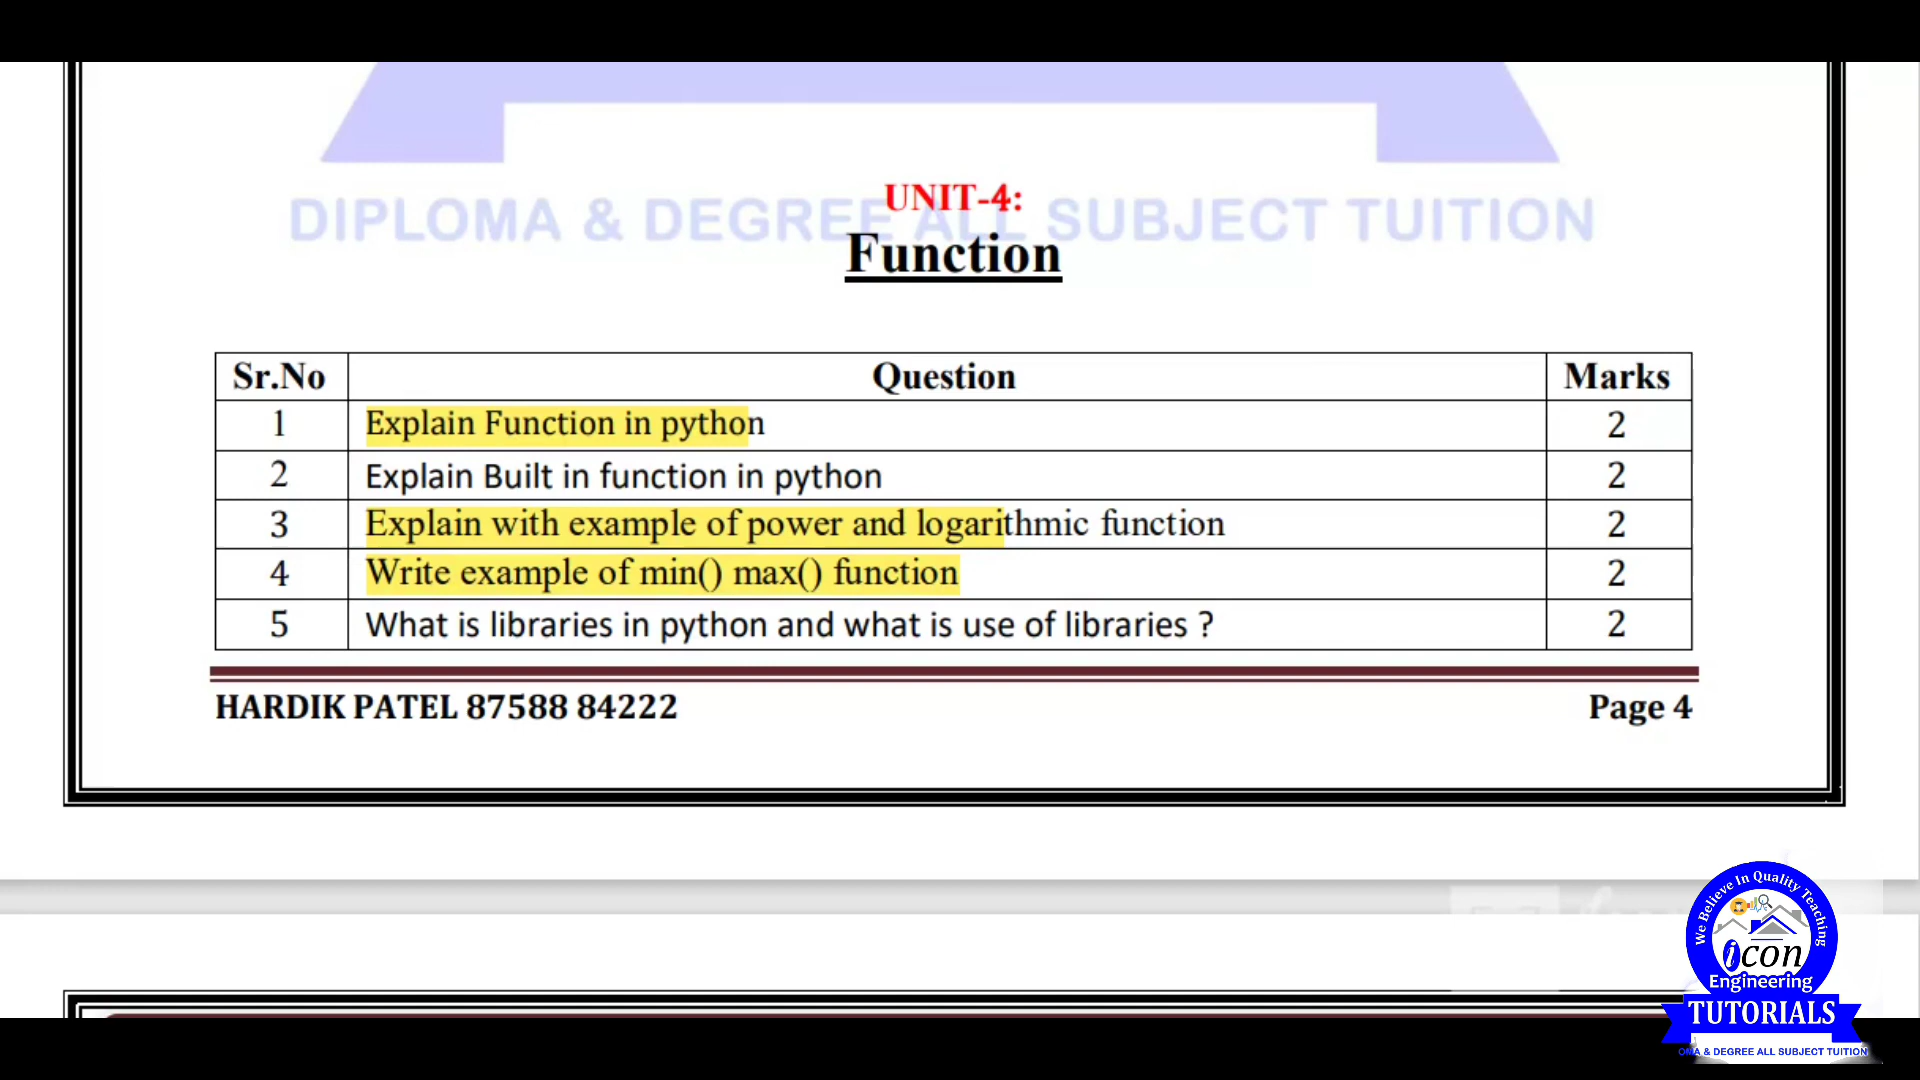 UNIT-4:
DIPLOMA & DEGREE ALL SUBJECT TUITION
Function
Sr.No Question Marks
1 Explain Function in python 2
2 Explain Built in function in python 2
3 Explain with example of power and logarithmic function 2
4 Write example of min() max() function 2
5 What is libraries in python and what is use of libraries ? 2
HARDIK PATEL 87588 84222 Page 4
We Believe In Quality Teaching
icon
Engineering
TUTORIALS
OMA & DEGREE ALL SUBJECT TUITION